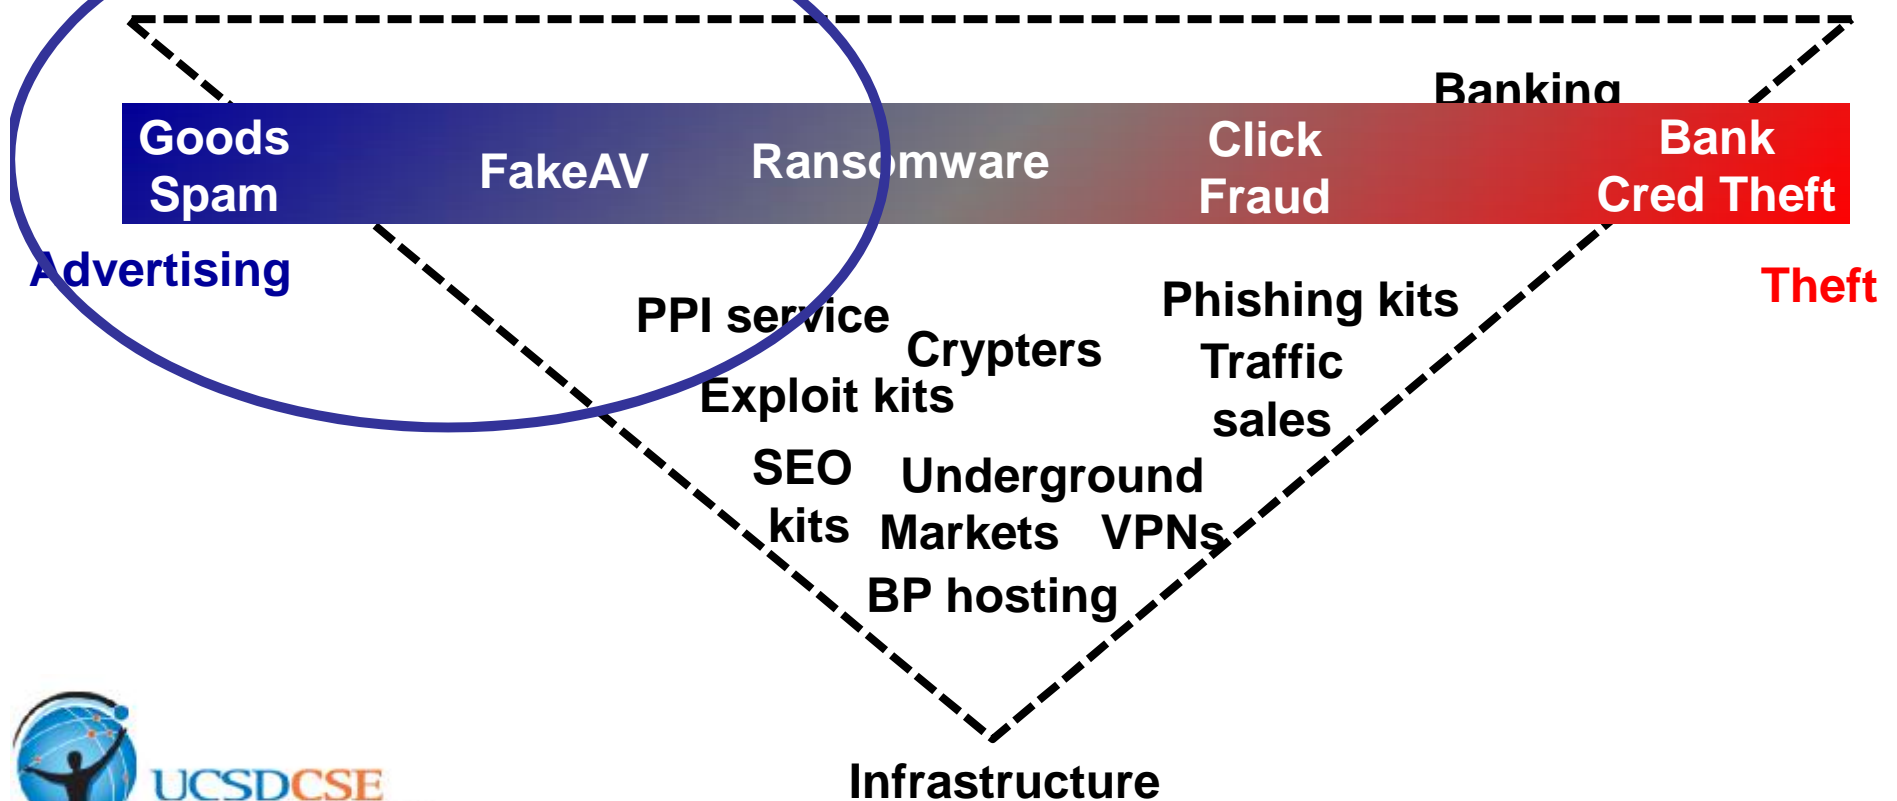 Banking
Goods
Spam
FakeAV
Ransomware
Click
Fraud
Bank
Cred Theft
Advertising
Theft
PPI service
Crypters
Phishing kits
Exploit kits
Traffic
sales
SEO
kits
Underground
Markets
VPNs
BP hosting
Infrastructure
UCSDCSE